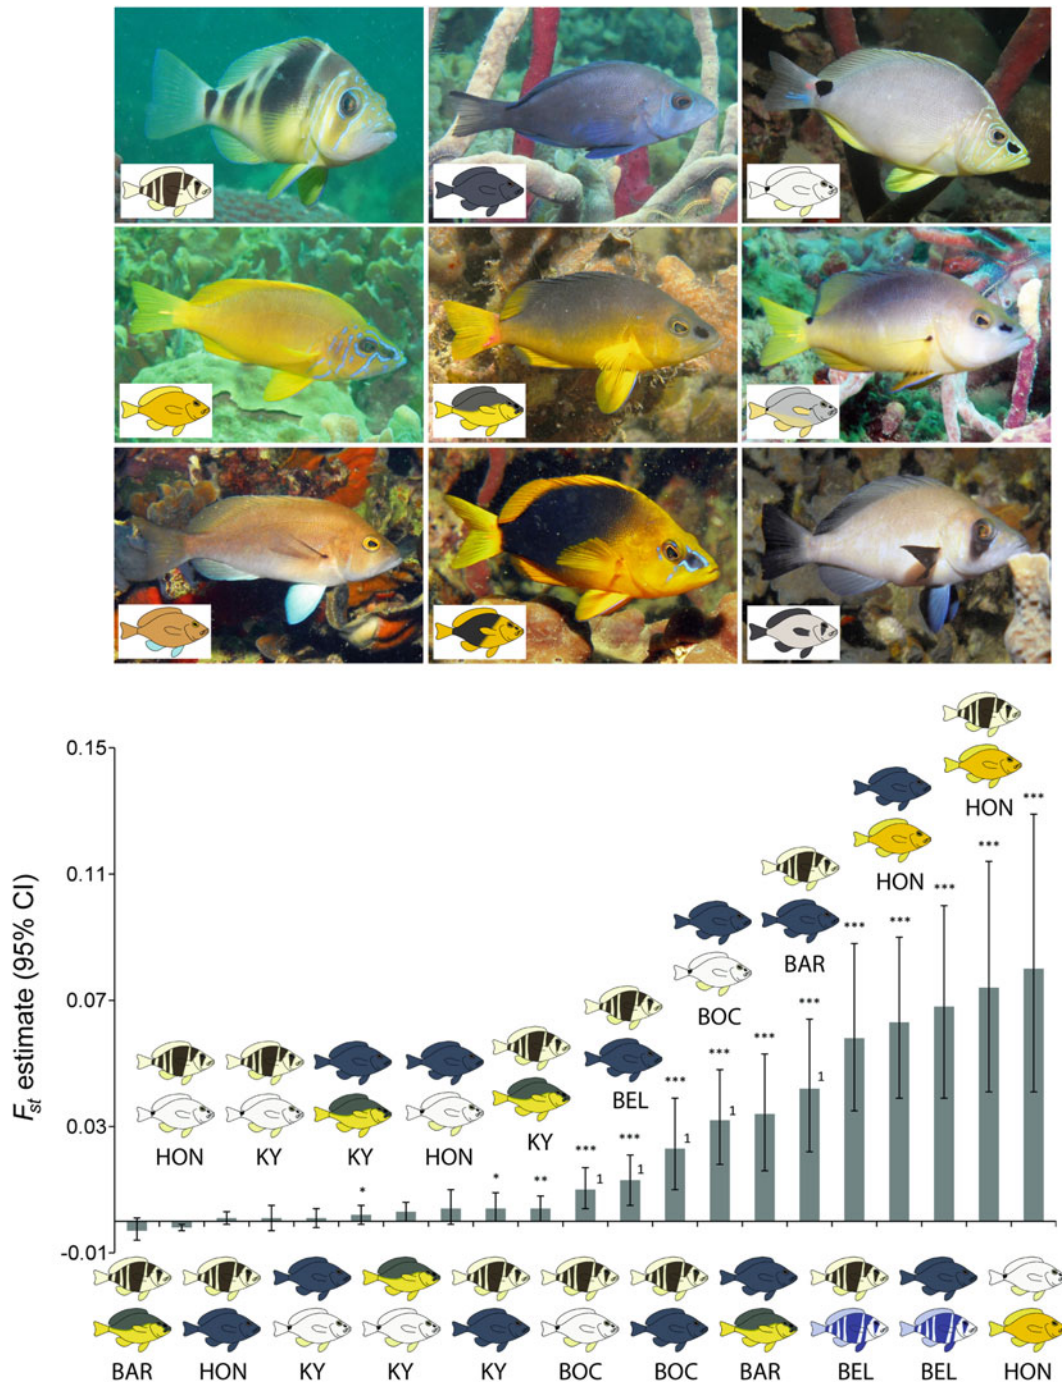 HON
0.15
HON
***
0.11
***
HON
***
BAR
***
***
BOC
***
0.07
***
***
BEL
***
1
1
***
1
0.03
HON
KY
KY
HON
KY
***
***
1
*
*
**
-0.01
Fst estimate (95% CI)
BAR
HON
KY
KY
KY
BOC
BOC
BAR
BEL
BEL
HON